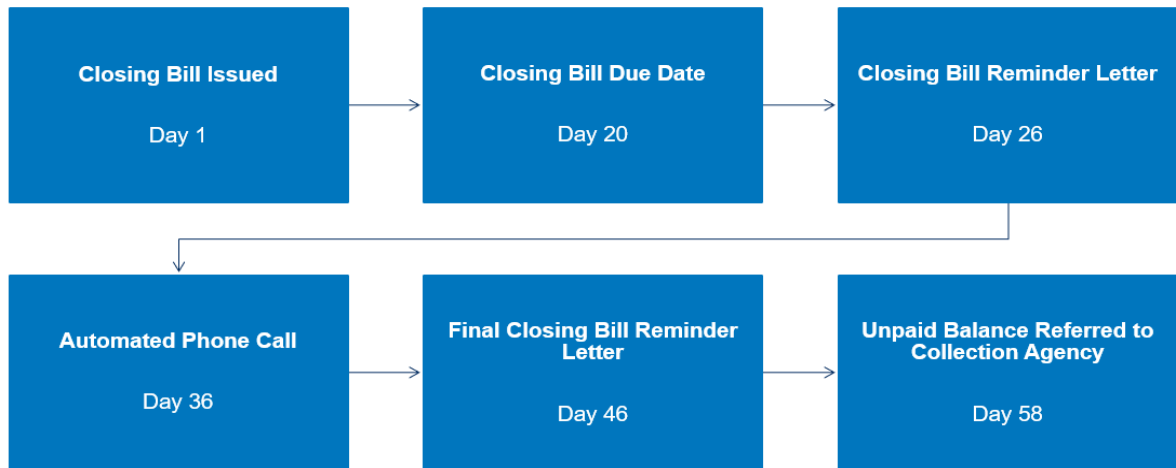 Closing Bill Issued
Day 1
Closing Bill Due Date
Day 20
Closing Bill Reminder Letter
Day 26
Automated Phone Call
Day 36
Final Closing Bill Reminder
Letter
Day 46
Unpaid Balance Referred to
Collection Agency
Day 58